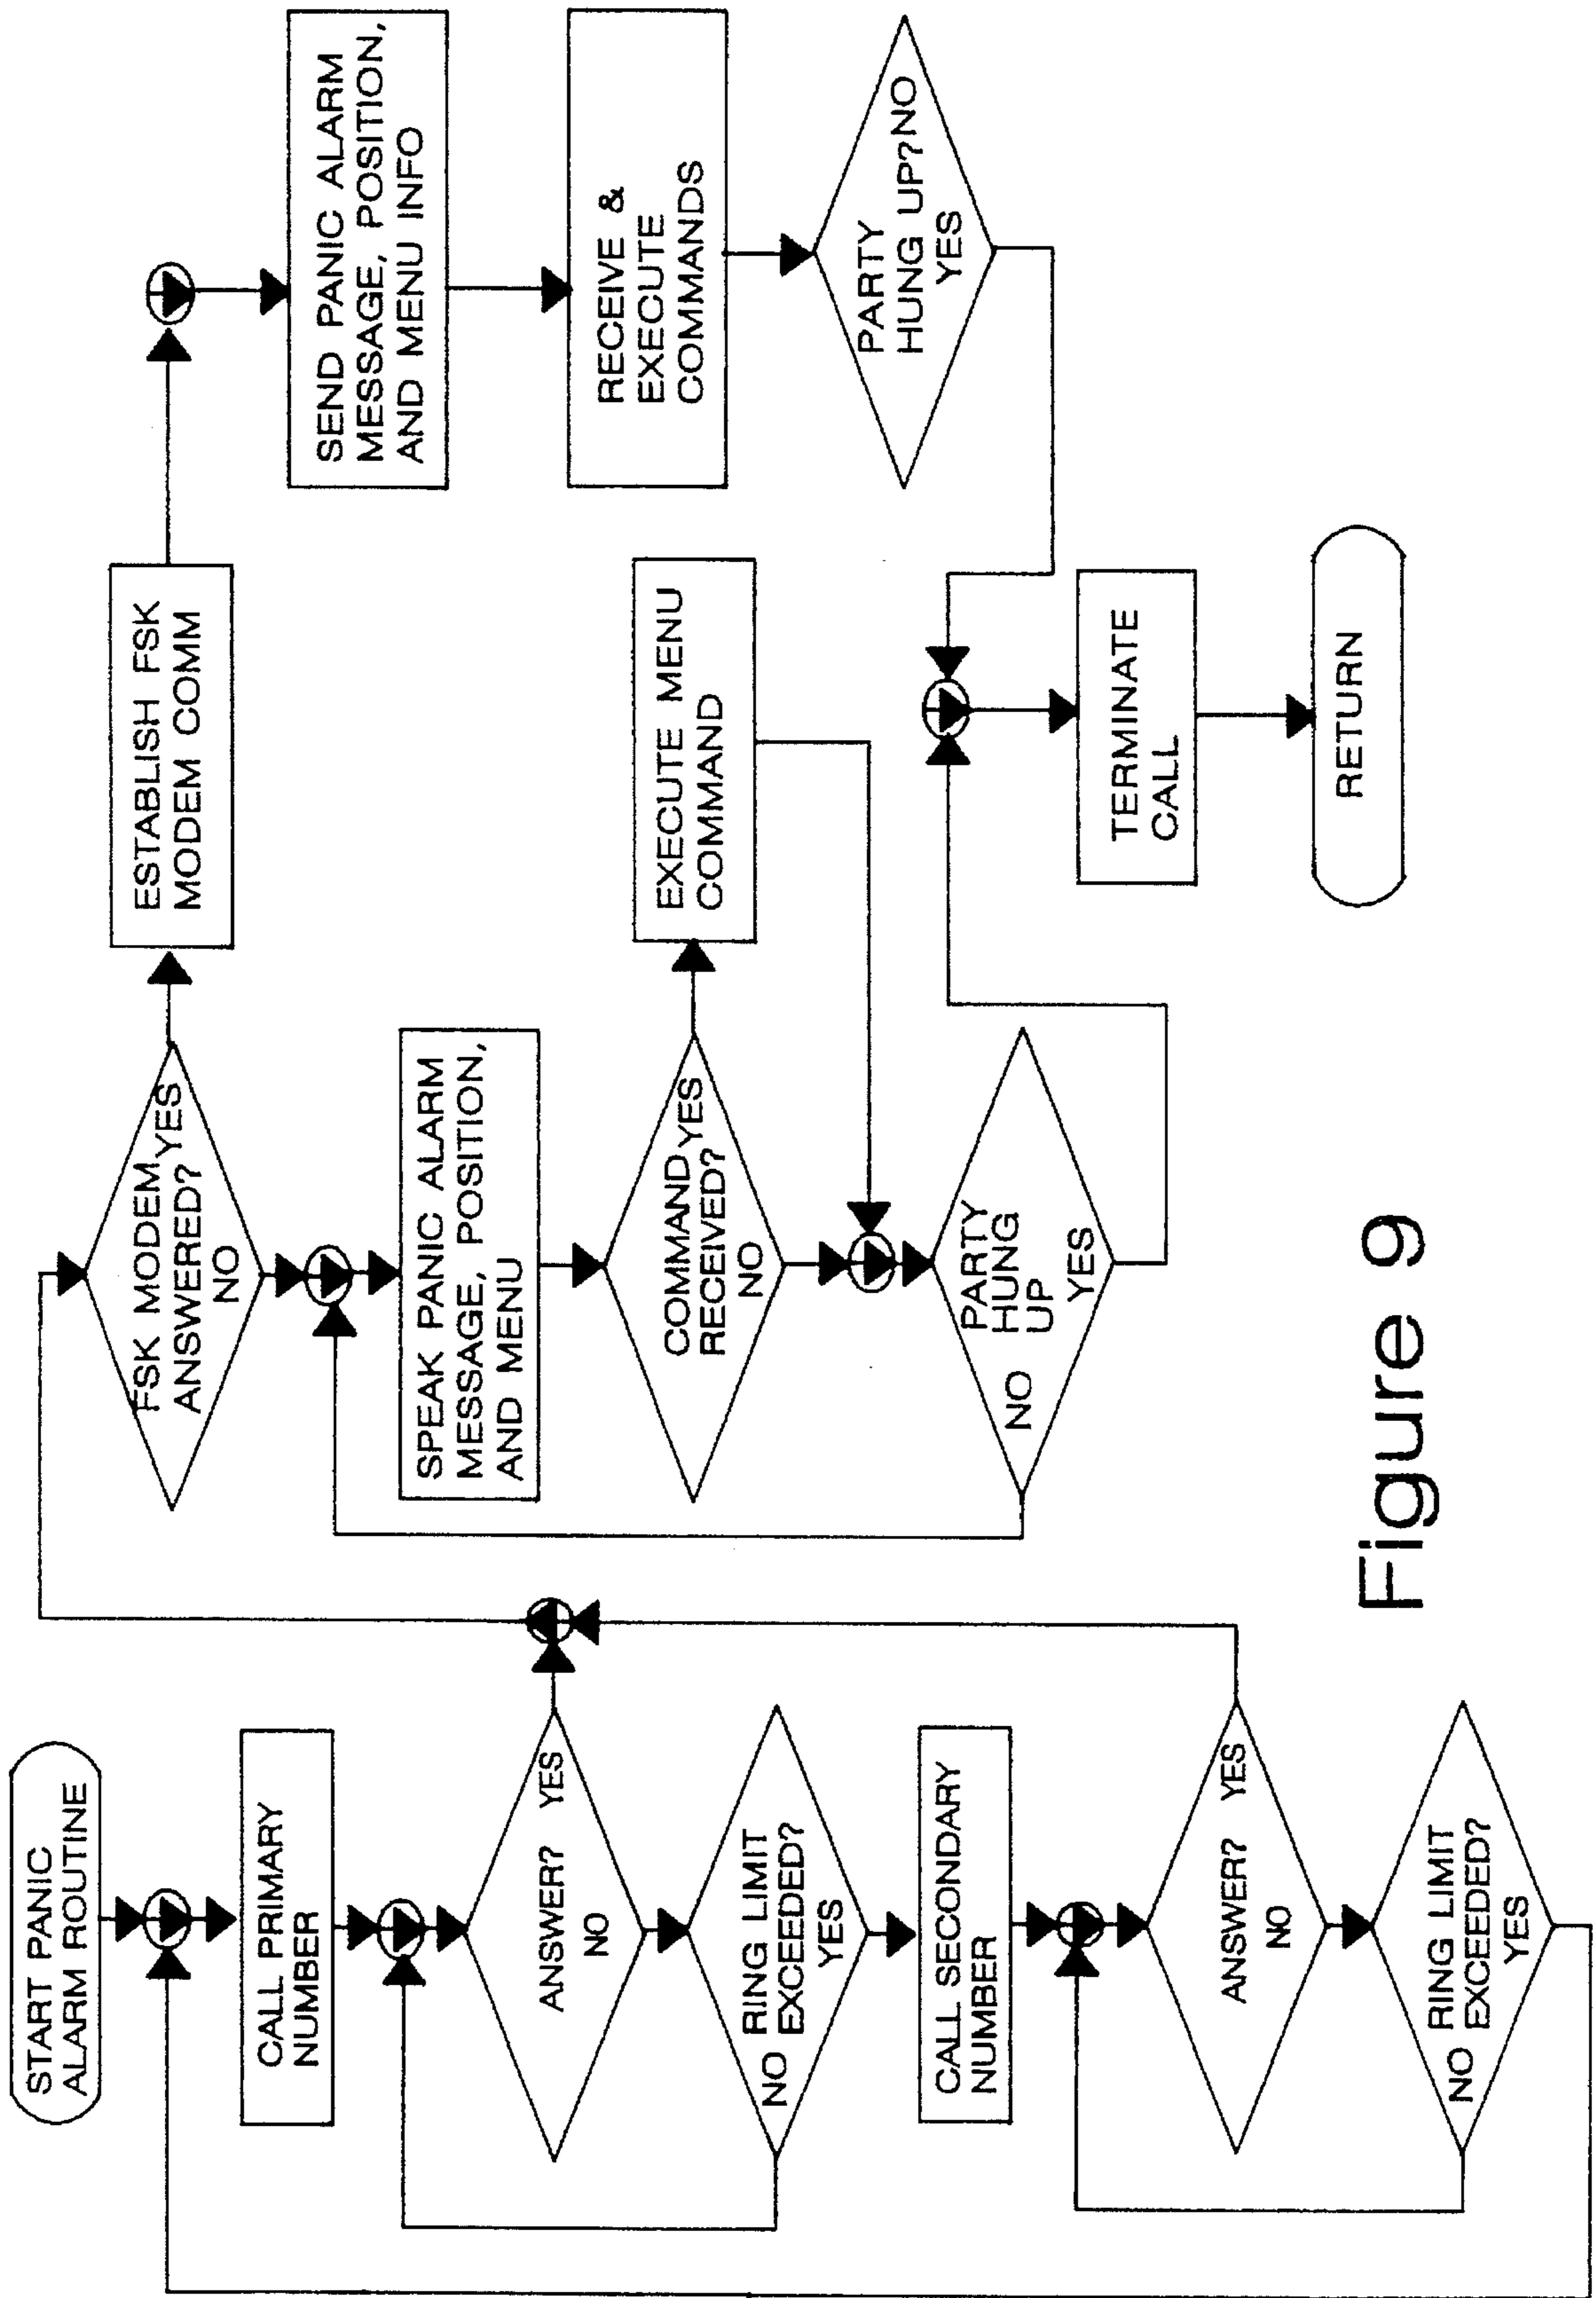 START PANIC
ALARM ROUTINE
CALL PRIMARY
NUMBER
ANSWER? YES
NO
RING LIMIT
EXCEEDED?
NO YES
CALL SECONDARY
NUMBER
ANSWER? YES
NO
RING LIMIT
EXCEEDED?
NO YES
FSK MODEM
ANSWERED? YES
NO
SPEAK PANIC ALARM
MESSAGE, POSITION,
AND MENU
COMMAND YES
RECEIVED?
NO
PARTY
HUNG
UP
NO YES
ESTABLISH FSK
MODEM COMM
EXECUTE MENU
COMMAND
TERMINATE
CALL
RETURN
SEND PANIC ALARM
MESSAGE, POSITION,
AND MENU INFO
RECEIVE &
EXECUTE
COMMANDS
PARTY
HUNG UP? NO
YES
Figure 9